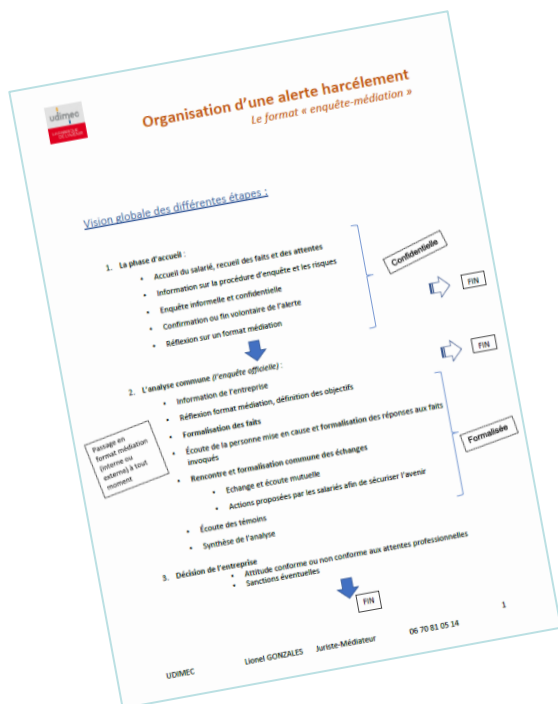 udimec
Organisation d'une alerte harcèlement
Le format « enquête-médiation »
Vision globale des différentes étapes :
1. La phase d'accueil :
• Accueil du salarié, recueil des faits et des attentes
• Information sur la procédure d'enquête et les risques
• Enquête informelle et confidentielle
• Confirmation ou fin volontaire de l'alerte
• Réflexion sur un format médiation
Confidentielle
FIN
FIN
2. L'analyse commune (l'enquête officielle) :
• Information de l'entreprise
• Réflexion format médiation, définition des objectifs
• Formalisation des faits
• Écoute de la personne mise en cause et formalisation des réponses aux faits
invoqués
• Rencontre et formalisation commune des échanges
• Echange et écoute mutuelle
• Actions proposées par les salariés afin de sécuriser l'avenir
• Écoute des témoins
• Synthèse de l'analyse
Passage en
format médiation
(interne ou
externe) à tout
moment
Formalisée
3. Décision de l'entreprise
• Attitude conforme ou non conforme aux attentes professionnelles
• Sanctions éventuelles
FIN
1
UDIMEC Lionel GONZALES Juriste-Médiateur 06 70 81 05 14